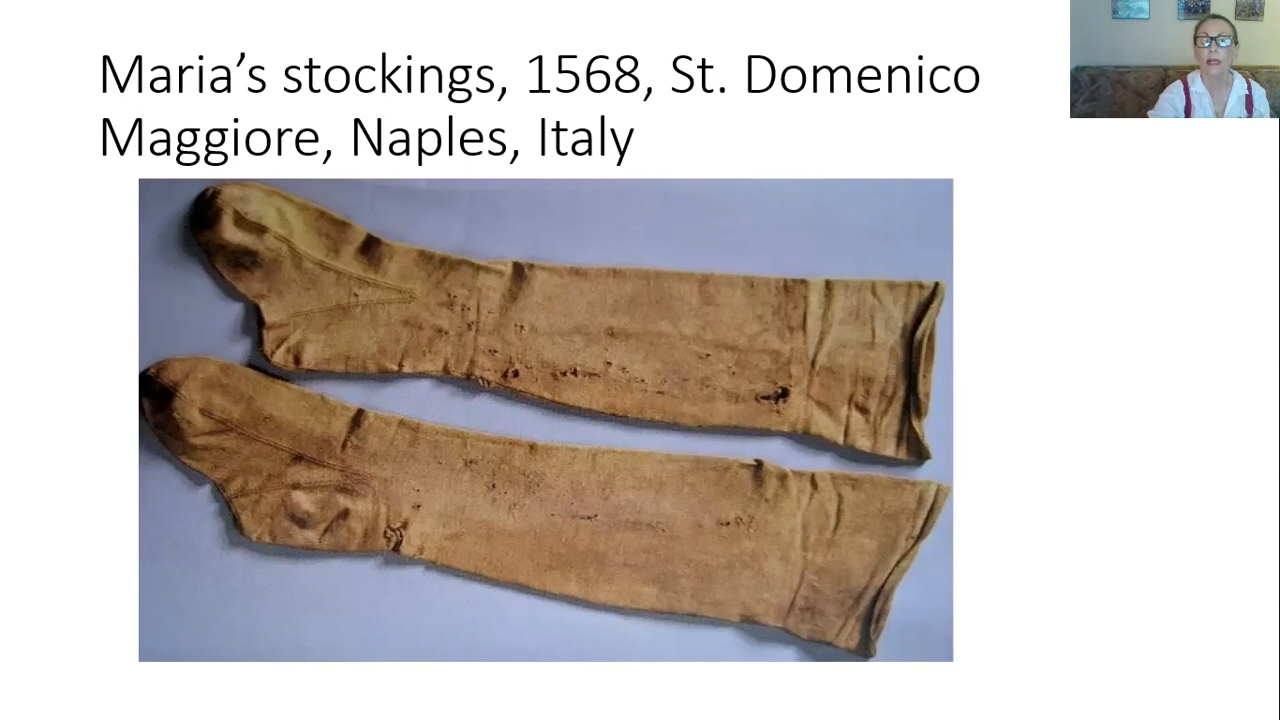 Maria’s stockings, 1568, St. Domenico
Maggiore, Naples, Italy